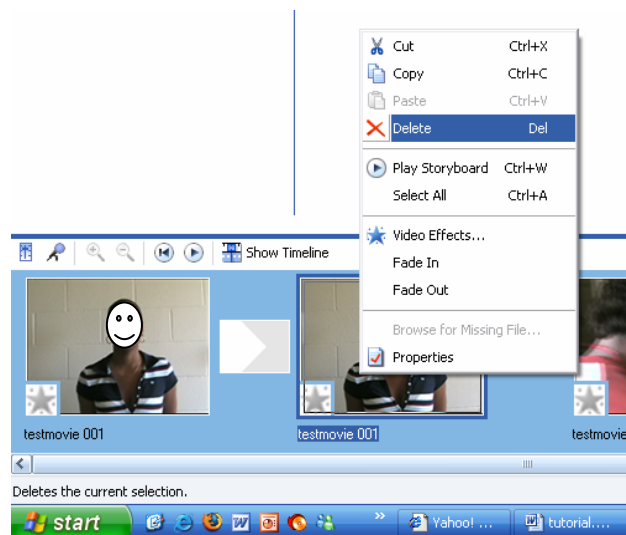 Cut Ctrl+X
Copy Ctrl+C
Paste Ctrl+V
Delete Del
Play Storyboard Ctrl+W
Select All Ctrl+A
Video Effects...
Fade In
Fade Out
Browse for Missing File...
Properties
Show Timeline
testmovie 001
testmovie 001
testmovie
Deletes the current selection.
start
Yahoo! ...
tutorial....